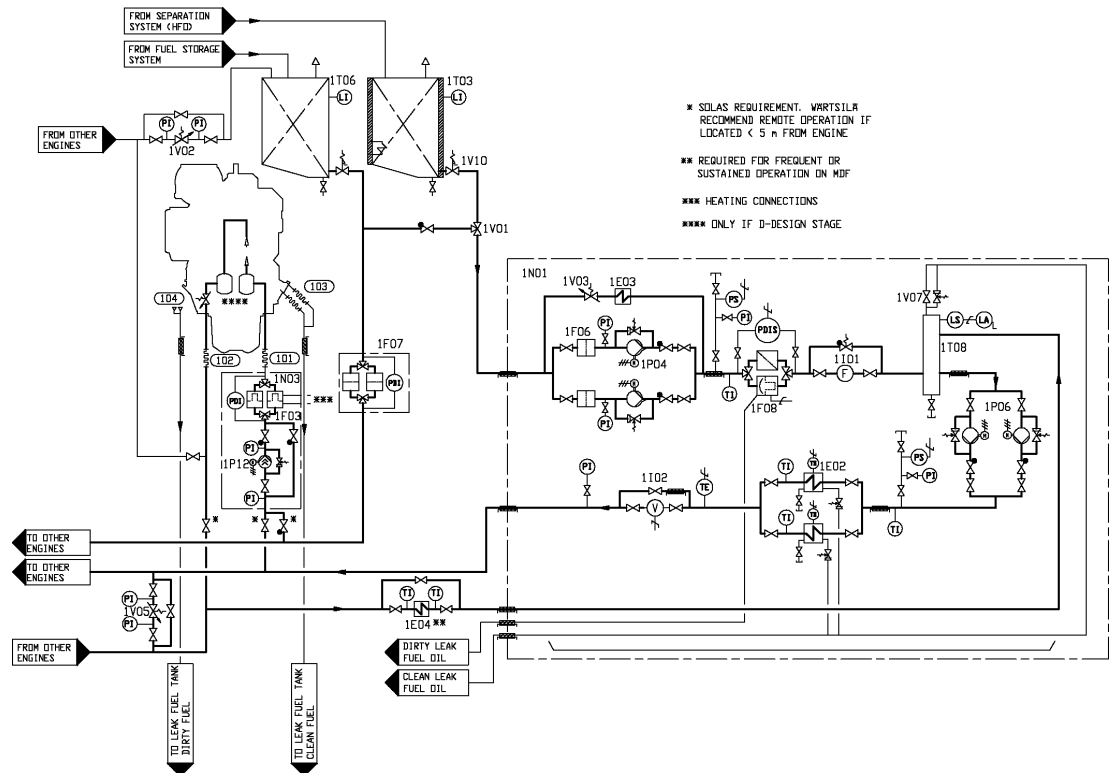 FROM SEPARATION
SYSTEM (HFO)
FROM FUEL STORAGE
SYSTEM
1T06
1T03
LI
LI
FROM OTHER
ENGINES
PI
PI
1V02
1V10
1V01
* SOLAS REQUIREMENT. WÄRTSILÄ
RECOMMEND REMOTE OPERATION IF
LOCATED < 5 m FROM ENGINE
** REQUIRED FOR FREQUENT OR
SUSTAINED OPERATION ON MDF
*** HEATING CONNECTIONS
**** ONLY IF D-DESIGN STAGE
1N01
1V03
1E03
PS
PI
1V07
LS
LA
1T08
104
103
****
102
101
1F07
PDI
1F06
PI
1P04
PI
PDIS
TI
1F08
1I01
F
1P06
1N03
PDI
***
1F03
PI
1P12
PI
PI
1I02
V
TE
TI
TE
1E02
TI
TE
PS
PI
TI
*
*
*
TO OTHER
ENGINES
TO OTHER
ENGINES
PI
1V05
PI
TI
TI
1E04**
FROM OTHER
ENGINES
DIRTY LEAK
FUEL OIL
CLEAN LEAK
FUEL OIL
TO LEAK FUEL TANK
DIRTY FUEL
TO LEAK FUEL TANK
CLEAN FUEL